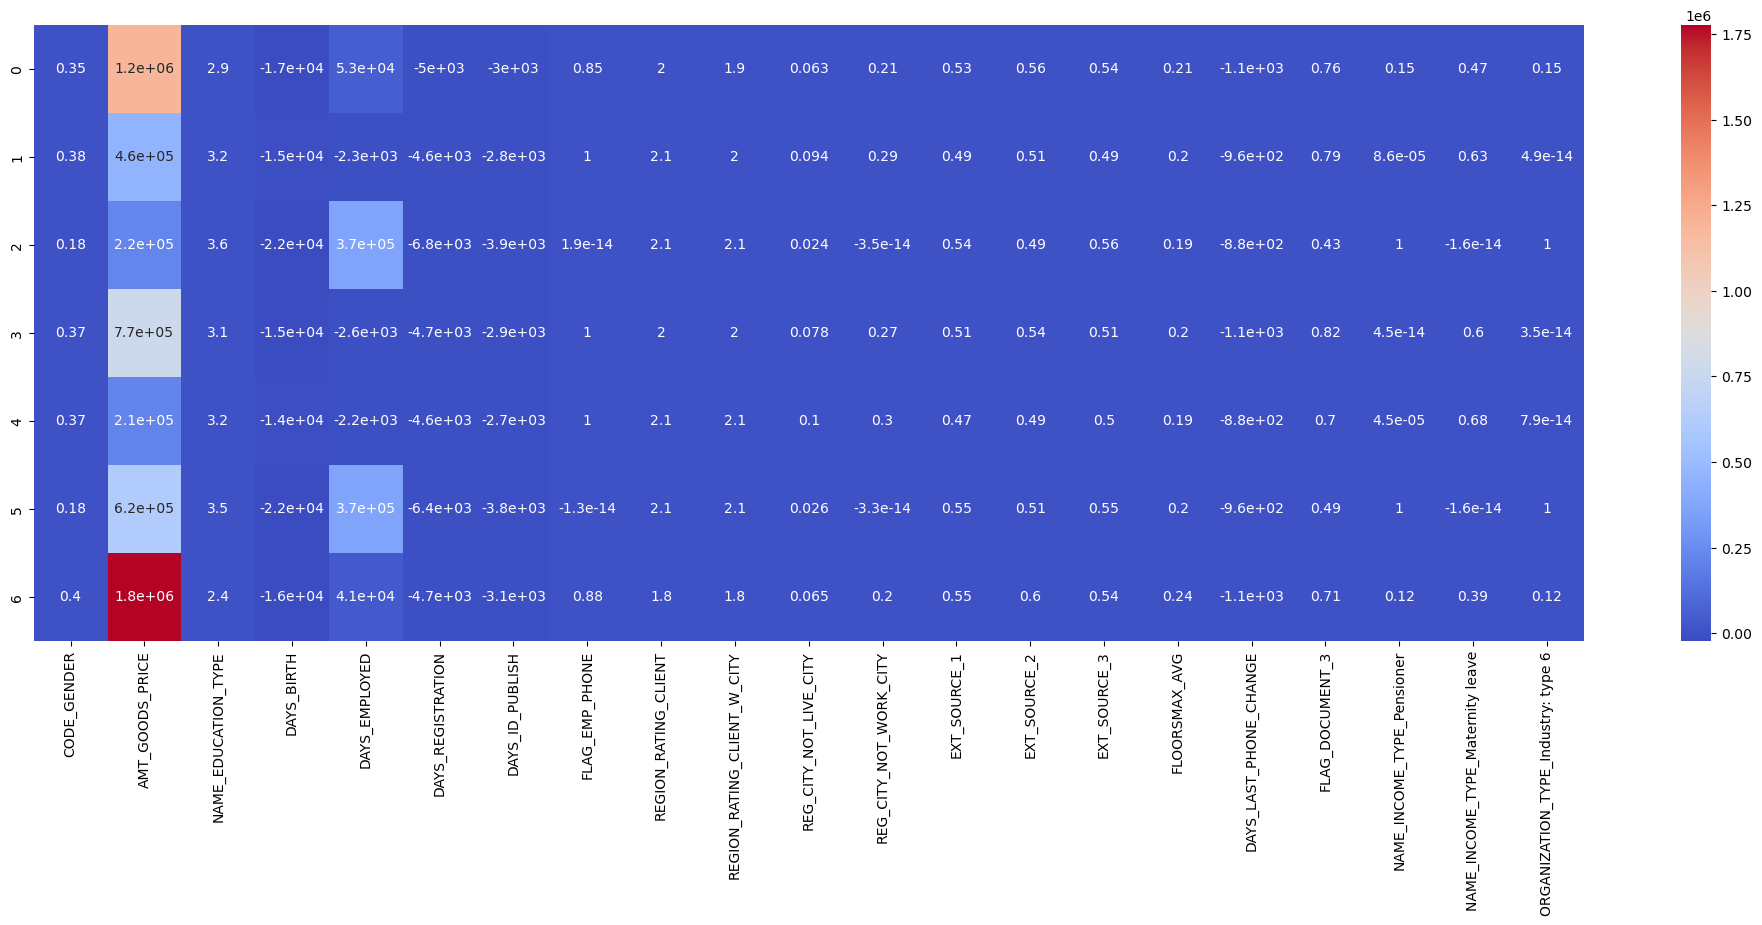 1e6
0 0.35 1.2e+06 2.9 -1.7e+04 5.3e+04 -5e+03 -3e+03 0.85 2 1.9 0.063 0.21 0.53 0.56 0.54 0.21 -1.1e+03 0.76 0.15 0.47 0.15
1 0.38 4.6e+05 3.2 -1.5e+04 -2.3e+03 -4.6e+03 -2.8e+03 1 2.1 2 0.094 0.29 0.49 0.51 0.49 0.2 -9.6e+02 0.79 8.6e-05 0.63 4.9e-14
2 0.18 2.2e+05 3.6 -2.2e+04 3.7e+05 -6.8e+03 -3.9e+03 1.9e-14 2.1 2.1 0.024 -3.5e-14 0.54 0.49 0.56 0.19 -8.8e+02 0.43 1 -1.6e-14 1
3 0.37 7.7e+05 3.1 -1.5e+04 -2.6e+03 -4.7e+03 -2.9e+03 1 2 2 0.078 0.27 0.51 0.54 0.51 0.2 -1.1e+03 0.82 4.5e-14 0.6 3.5e-14
4 0.37 2.1e+05 3.2 -1.4e+04 -2.2e+03 -4.6e+03 -2.7e+03 1 2.1 2.1 0.1 0.3 0.47 0.49 0.5 0.19 -8.8e+02 0.7 4.5e-05 0.68 7.9e-14
5 0.18 6.2e+05 3.5 -2.2e+04 3.7e+05 -6.4e+03 -3.8e+03 -1.3e-14 2.1 2.1 0.026 -3.3e-14 0.55 0.51 0.55 0.2 -9.6e+02 0.49 1 -1.6e-14 1
6 0.4 1.8e+06 2.4 -1.6e+04 4.1e+04 -4.7e+03 -3.1e+03 0.88 1.8 1.8 0.065 0.2 0.55 0.6 0.54 0.24 -1.1e+03 0.71 0.12 0.39 0.12
CODE_GENDER
AMT_GOODS_PRICE
NAME_EDUCATION_TYPE
DAYS_BIRTH
DAYS_EMPLOYED
DAYS_REGISTRATION
DAYS_ID_PUBLISH
FLAG_EMP_PHONE
REGION_RATING_CLIENT
REGION_RATING_CLIENT_W_CITY
REG_CITY_NOT_LIVE_CITY
REG_CITY_NOT_WORK_CITY
EXT_SOURCE_1
EXT_SOURCE_2
EXT_SOURCE_3
FLOORSMAX_AVG
DAYS_LAST_PHONE_CHANGE
FLAG_DOCUMENT_3
NAME_INCOME_TYPE_Pensioner
NAME_INCOME_TYPE_Maternity leave
ORGANIZATION_TYPE_Industry: type 6
1.75
1.50
1.25
1.00
0.75
0.50
0.25
0.00